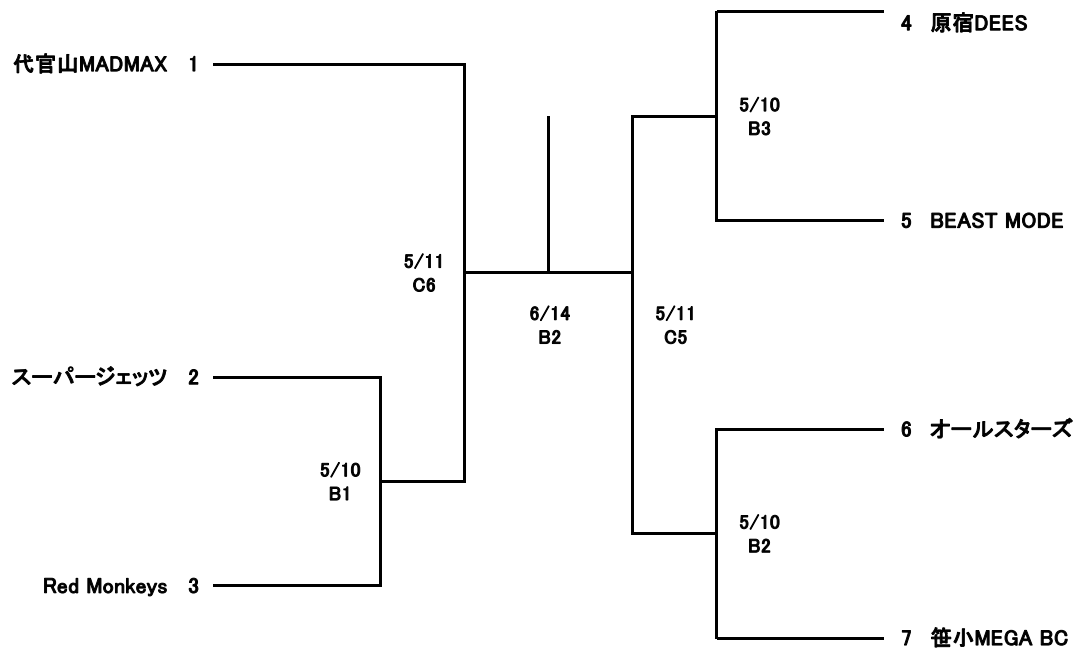 代官山MADMAX 1
5/11
C6
スーパージェッツ 2
5/10
B1
Red Monkeys 3
6/14
B2
4 原宿DEES
5/10
B3
5 BEAST MODE
5/11
C5
6 オールスターズ
5/10
B2
7 笹小MEGA BC